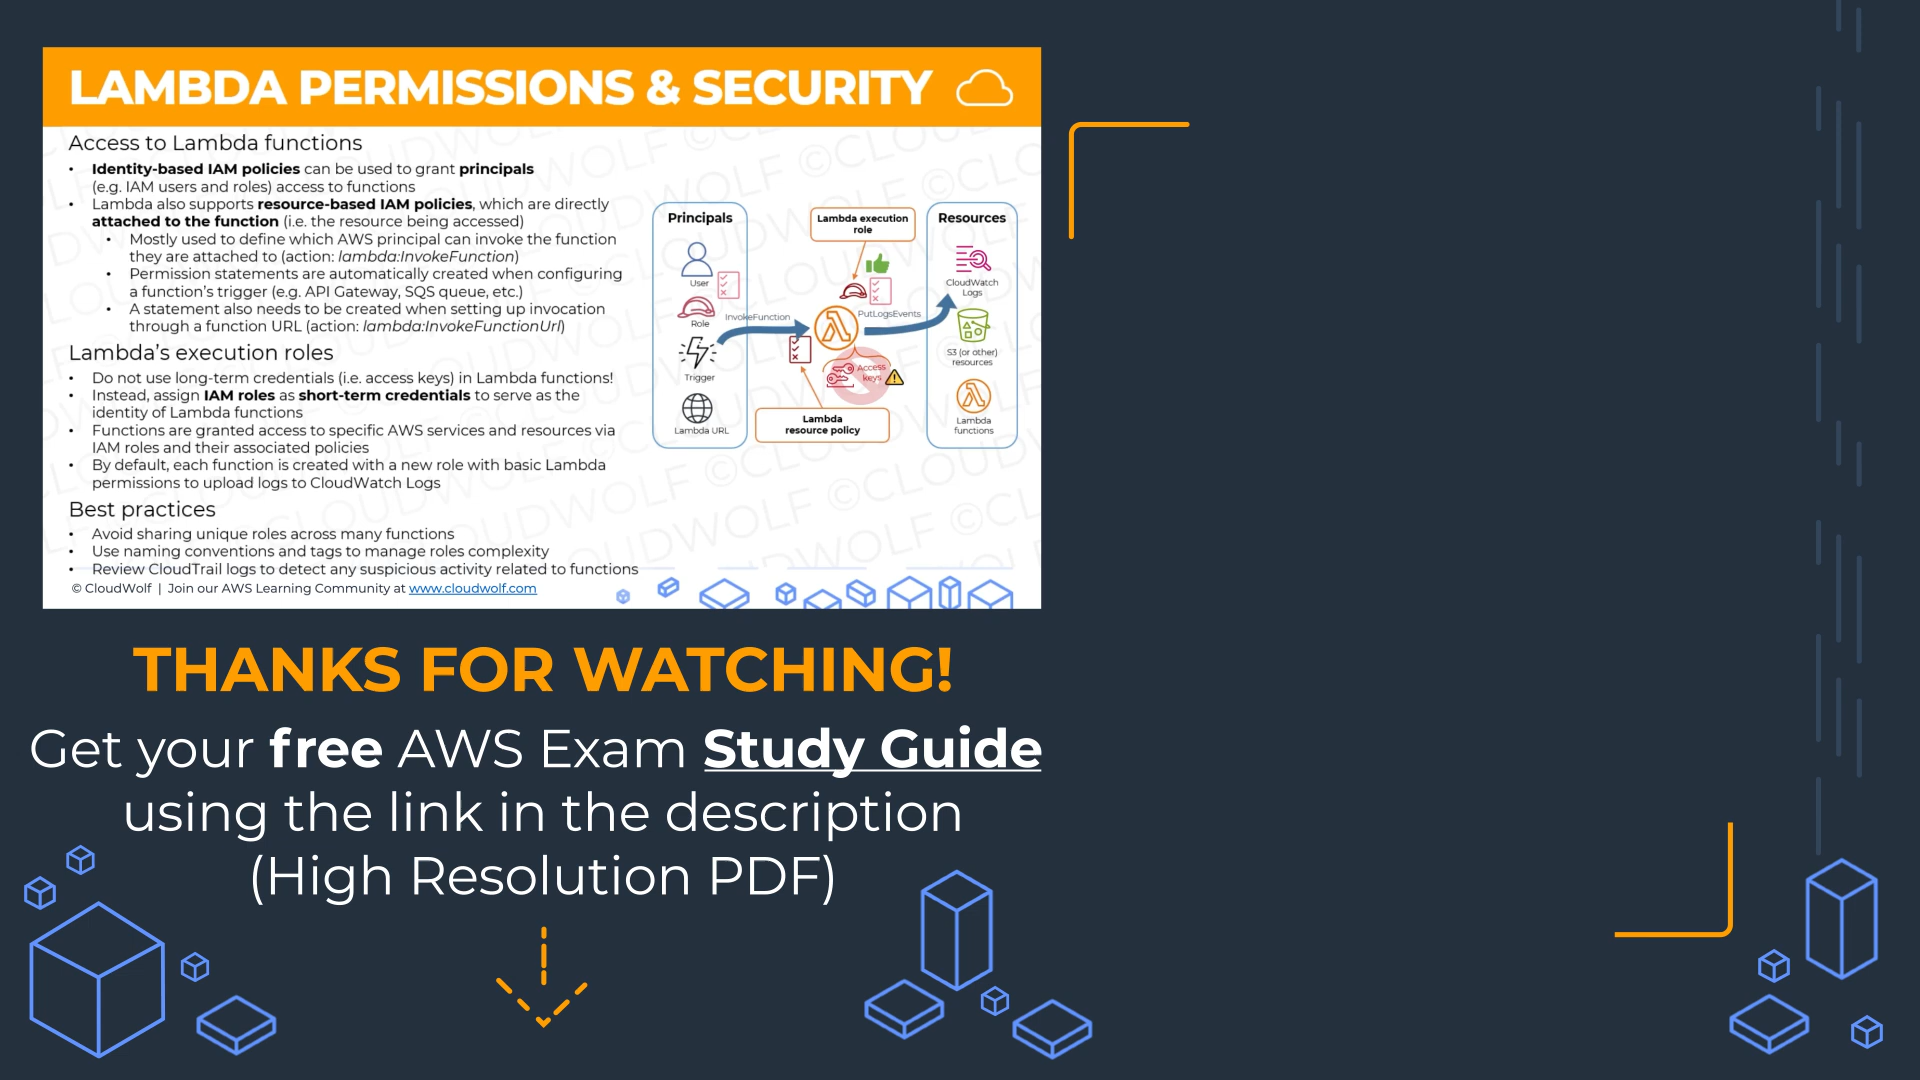 LAMBDA PERMISSIONS & SECURITY
Access to Lambda functions
• Identity-based IAM policies can be used to grant principals
(e.g. IAM users and roles) access to functions
• Lambda also supports resource-based IAM policies, which are directly
attached to the function (i.e. the resource being accessed)
• Mostly used to define which AWS principal can invoke the function
they are attached to (action: lambda:InvokeFunction)
• Permission statements are automatically created when configuring
a function's trigger (e.g. API Gateway, SQS queue, etc.)
• A statement also needs to be created when setting up invocation
through a function URL (action: lambda:InvokeFunctionUrl)
Lambda's execution roles
• Do not use long-term credentials (i.e. access keys) in Lambda functions!
• Instead, assign IAM roles as short-term credentials to serve as the
identity of Lambda functions
• Functions are granted access to specific AWS services and resources via
IAM roles and their associated policies
• By default, each function is created with a new role with basic Lambda
permissions to upload logs to CloudWatch Logs
Best practices
• Avoid sharing unique roles across many functions
• Use naming conventions and tags to manage roles complexity
• Review CloudTrail logs to detect any suspicious activity related to functions
© CloudWolf | Join our AWS Learning Community at www.cloudwolf.com
Principals
User
Role
Trigger
Lambda URL
InvokeFunction
Lambda execution
role
PutLogsEvents
Access
keys
Lambda
resource policy
Resources
CloudWatch
Logs
S3 (or other)
resources
Lambda
functions
©CLOUDWOLF
THANKS FOR WATCHING!
Get your free AWS Exam Study Guide
using the link in the description
(High Resolution PDF)